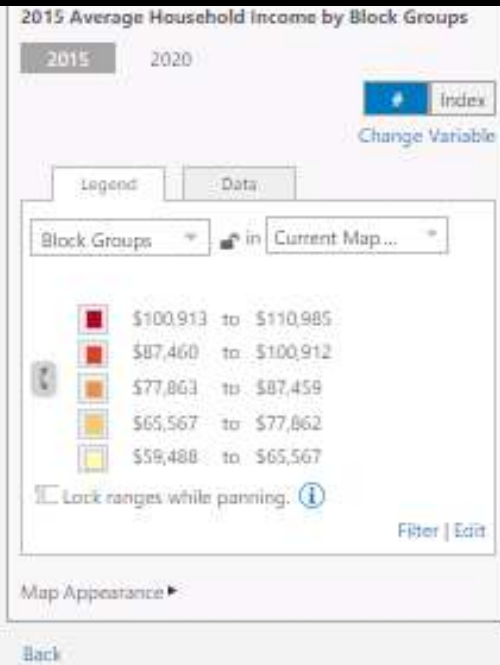 2015 Average Household Income by Block Groups
2015 2020
# Index
Change Variable
Legend Data
Block Groups in Current Map ...
$100,913 to $110,985
$87,460 to $100,912
$77,863 to $87,459
$65,567 to $77,862
$59,488 to $65,567
Lock ranges while panning. i
Filter | Edit
Map Appearance
Back